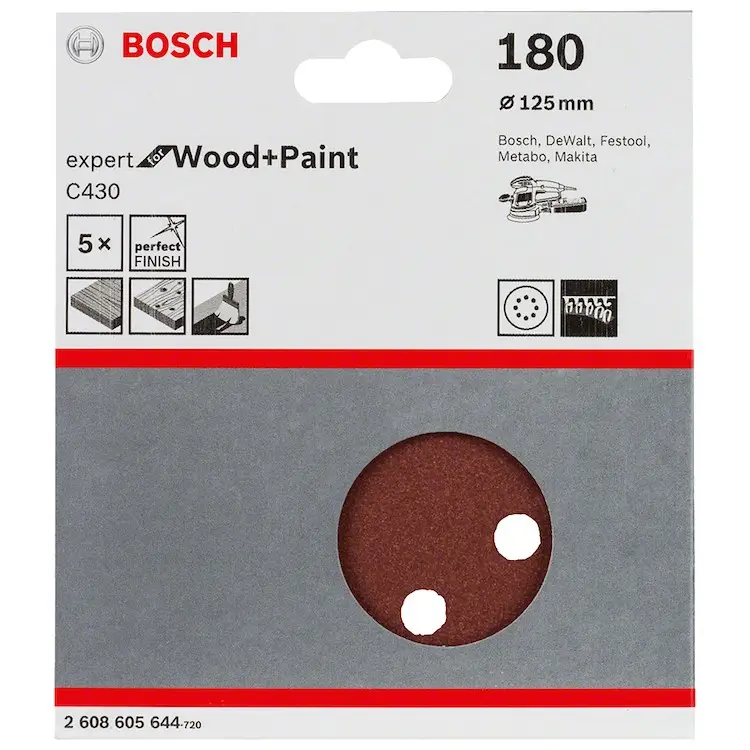 BOSCH
180
Ø 125 mm
Bosch, DeWalt, Festool,
Metabo, Makita
expert for Wood+Paint
C430
5×
perfect
FINISH
2 608 605 644-720